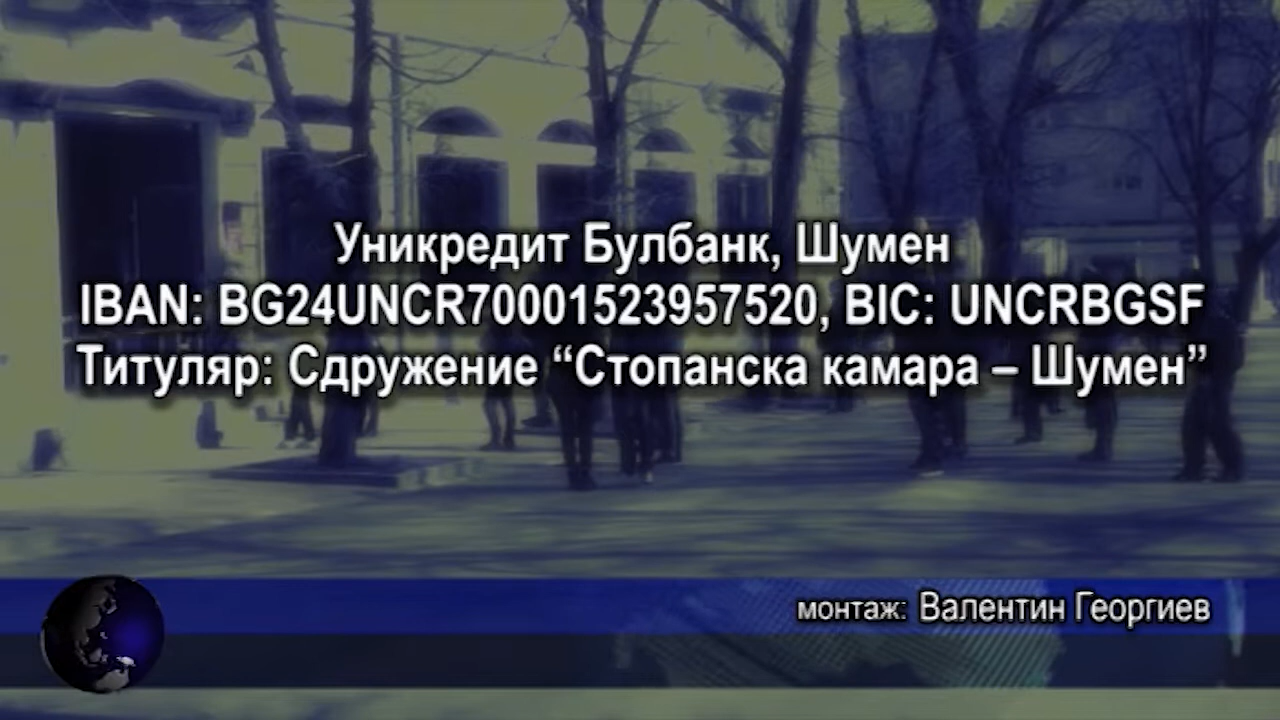 Уникредит Булбанк, Шумен
IBAN: BG24UNCR70001523957520, BIC: UNCRBGSF
Титуляр: Сдружение “Стопанска камара – Шумен”
монтаж: Валентин Георгиев